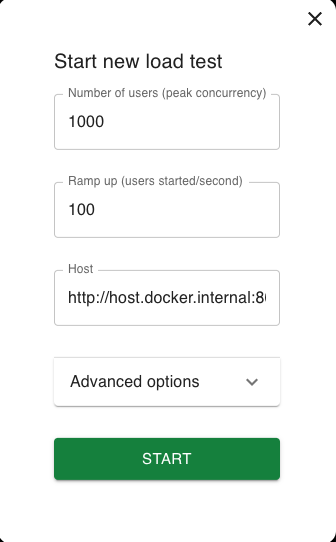 Start new load test
Number of users (peak concurrency)
1000
Ramp up (users started/second)
100
Host
http://host.docker.internal:8
Advanced options
START